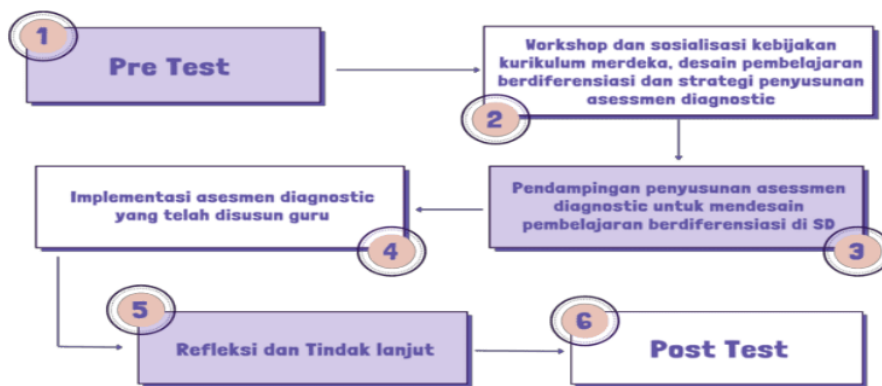 1
Pre Test
Workshop dan sosialisasi kebijakan
kurikulum merdeka, desain pembelajaran
berdiferensiasi dan strategi penyusunan
asessmen diagnostic
2
Pendampingan penyusunan asessmen
diagnostic untuk mendesain
pembelajaran berdiferensiasi di SD
3
Implementasi asesmen diagnostic
yang telah disusun guru
4
5
Refleksi dan Tindak lanjut
6
Post Test